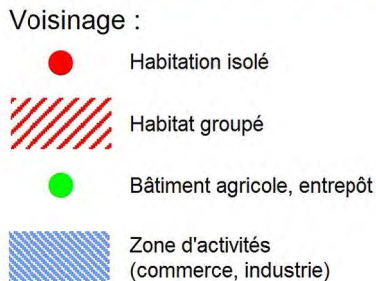 Voisinage :
Habitation isolé
Habitat groupé
Bâtiment agricole, entrepôt
Zone d'activités
(commerce, industrie)